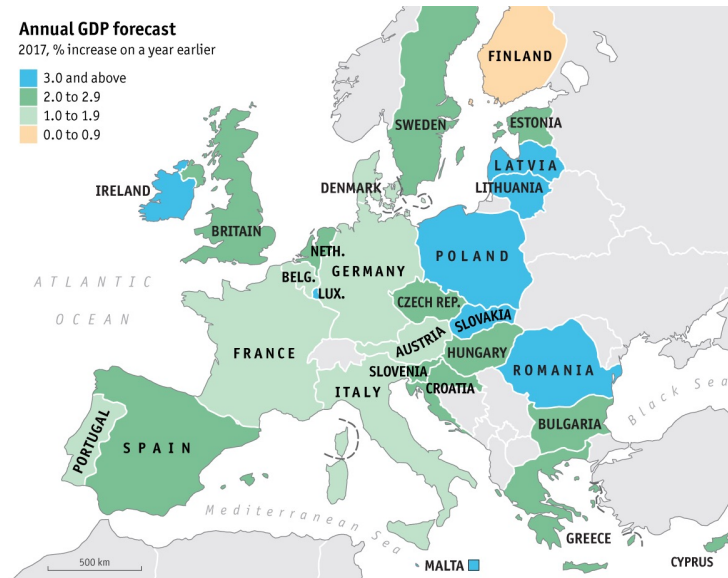 Annual GDP forecast
2017, % increase on a year earlier
3.0 and above
2.0 to 2.9
1.0 to 1.9
0.0 to 0.9
FINLAND
SWEDEN
ESTONIA
LATVIA
LITHUANIA
IRELAND
DENMARK
BRITAIN
NETH.
POLAND
GERMANY
BELG.
LUX.
ATLANTIC
OCEAN
CZECH REP.
SLOVAKIA
AUSTRIA
FRANCE
HUNGARY
SLOVENIA
ROMANIA
ITALY
CROATIA
Black Sea
BULGARIA
PORTUGAL
SPAIN
Mediterranean Sea
GREECE
500 km
MALTA
CYPRUS